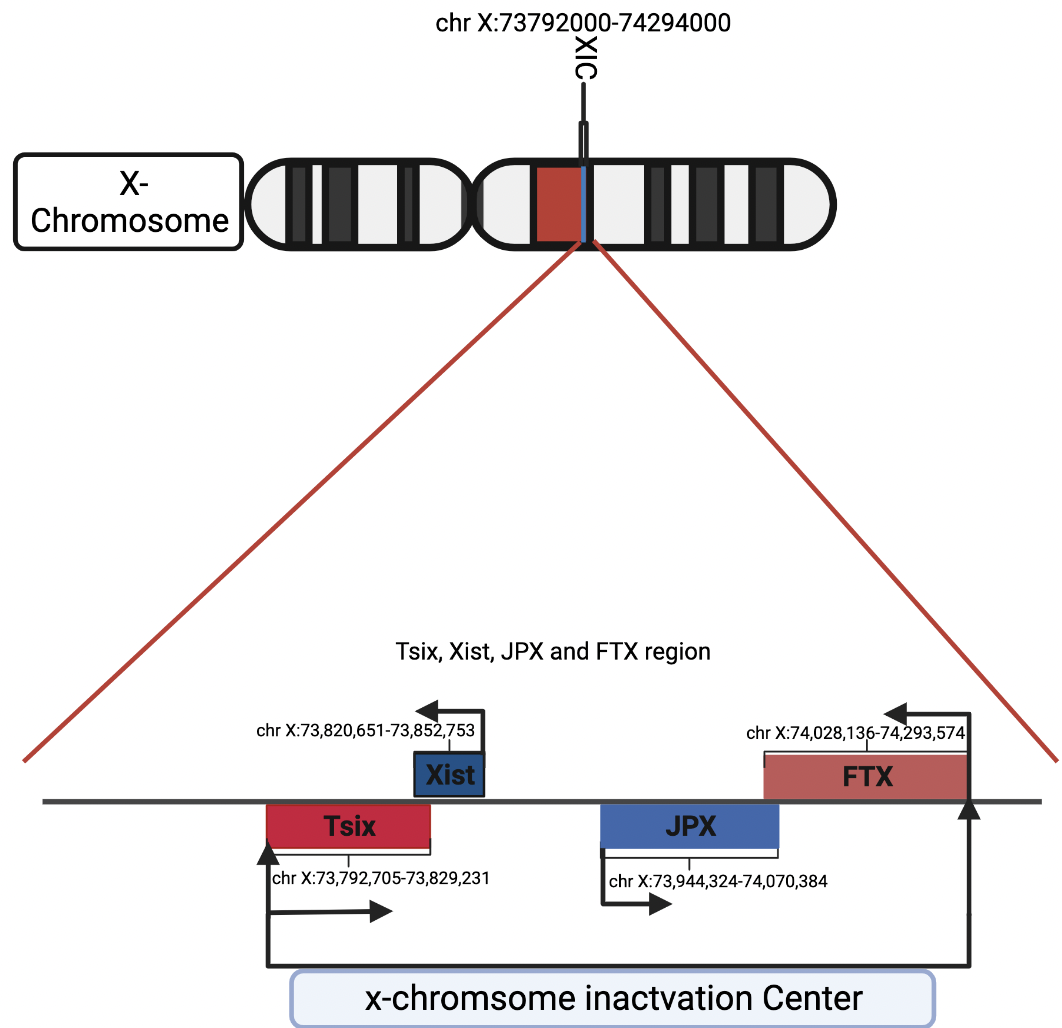 chr X:73792000-74294000
XIC
X-
Chromosome
Tsix, Xist, JPX and FTX region
chr X:73,820,651-73,852,753
chr X:74,028,136-74,293,574
Xist
FTX
Tsix
JPX
chr X:73,792,705-73,829,231
chr X:73,944,324-74,070,384
x-chromsome inactvation Center